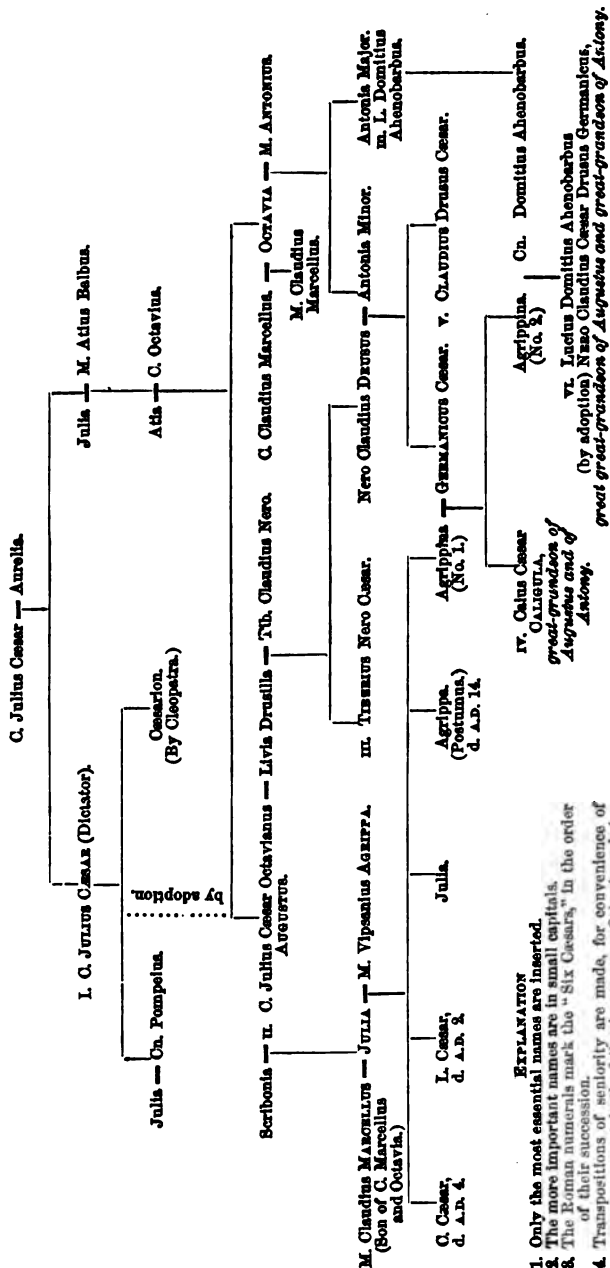 C. Julius Cæsar — Aurelia.
I. C. JULIUS CÆSAR (Dictator).
Julia — M. Atius Balbus.
Julia — Cn. Pompeius.
by adoption.
Cæsarion.
(By Cleopatra.)
Atia — C. Octavius.
Scribonia — II. C. Julius Cæsar Octavianus — Livia Drusilla — Tib. Claudius Nero. C. Claudius Marcellus — OCTAVIA — M. ANTONIUS.
AUGUSTUS.
M. Claudius
Marcellus.
M. Claudius MARCELLUS — JULIA — M. Vipsanius AGRIPPA.
(Son of C. Marcellus
and Octavia.)
III. TIBERIUS Nero Cæsar.
Nero Claudius DRUSUS — Antonia Minor.
Antonia Major.
m. L. Domitius
Ahenobarbus.
C. Cæsar,
d. A.D. 4.
L. Cæsar,
d. A.D. 2.
Julia.
Agrippa
(Postumus.)
d. A.D. 14.
Agrippina — GERMANICUS Cæsar. V. CLAUDIUS Drusus Cæsar.
(No. 1.)
IV. Caius Cæsar
CALIGULA,
great-grandson of
Augustus and of
Antony.
Agrippina Cn. Domitius Ahenobarbus.
(No. 2.)
VI. Lucius Domitius Ahenobarbus
(by adoption) NERO Claudius Cæsar Drusus Germanicus,
great great-grandson of Augustus and great-grandson of Antony.
EXPLANATION
1. Only the most essential names are inserted.
2. The more important names are in small capitals.
3. The Roman numerals mark the "Six Cæsars," in the order
of their succession.
4. Transpositions of seniority are made, for convenience of